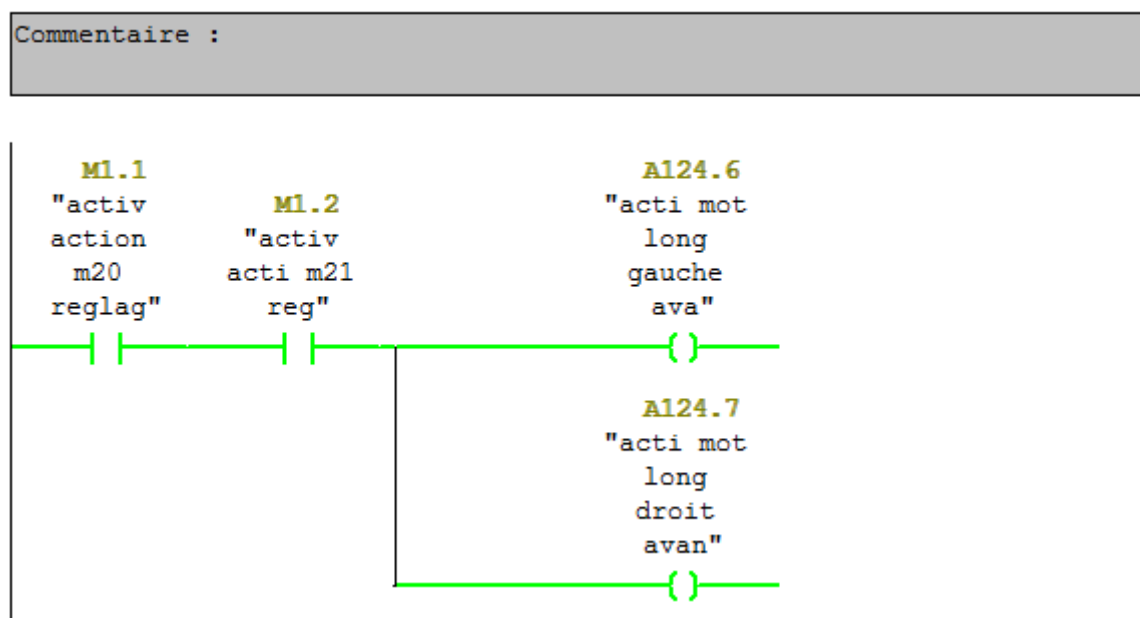 Commentaire :
M1.1
"activ
action
m20
reglag"
M1.2
"activ
acti m21
reg"
A124.6
"acti mot
long
gauche
ava"
A124.7
"acti mot
long
droit
avan"